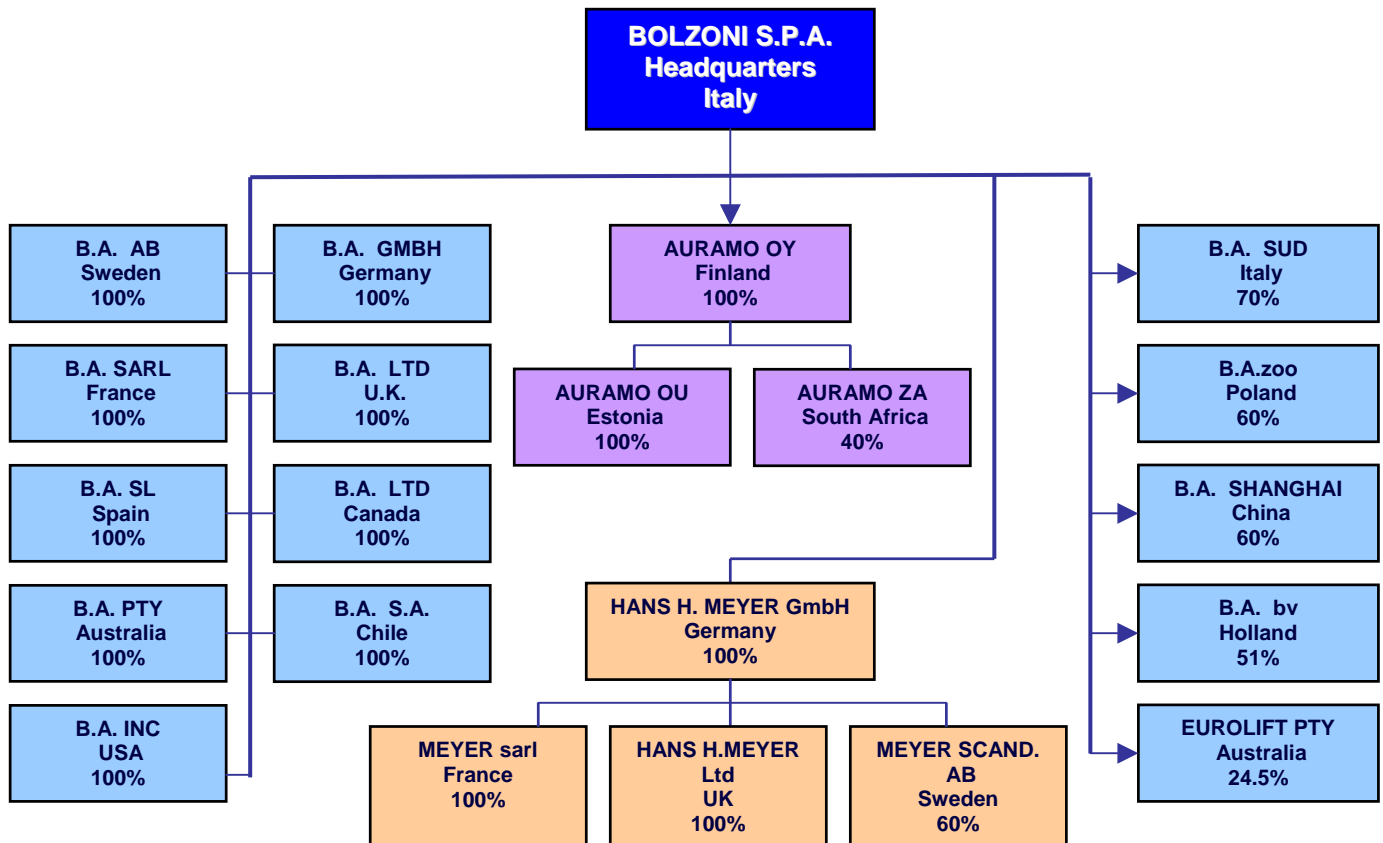 BOLZONI S.P.A.
Headquarters
Italy
B.A. AB
Sweden
100%
B.A. GMBH
Germany
100%
AURAMO OY
Finland
100%
B.A. SUD
Italy
70%
B.A. SARL
France
100%
B.A. LTD
U.K.
100%
AURAMO OU
Estonia
100%
AURAMO ZA
South Africa
40%
B.A.zoo
Poland
60%
B.A. SL
Spain
100%
B.A. LTD
Canada
100%
B.A. SHANGHAI
China
60%
B.A. PTY
Australia
100%
B.A. S.A.
Chile
100%
HANS H. MEYER GmbH
Germany
100%
B.A. bv
Holland
51%
B.A. INC
USA
100%
MEYER sarl
France
100%
HANS H.MEYER
Ltd
UK
100%
MEYER SCAND.
AB
Sweden
60%
EUROLIFT PTY
Australia
24.5%